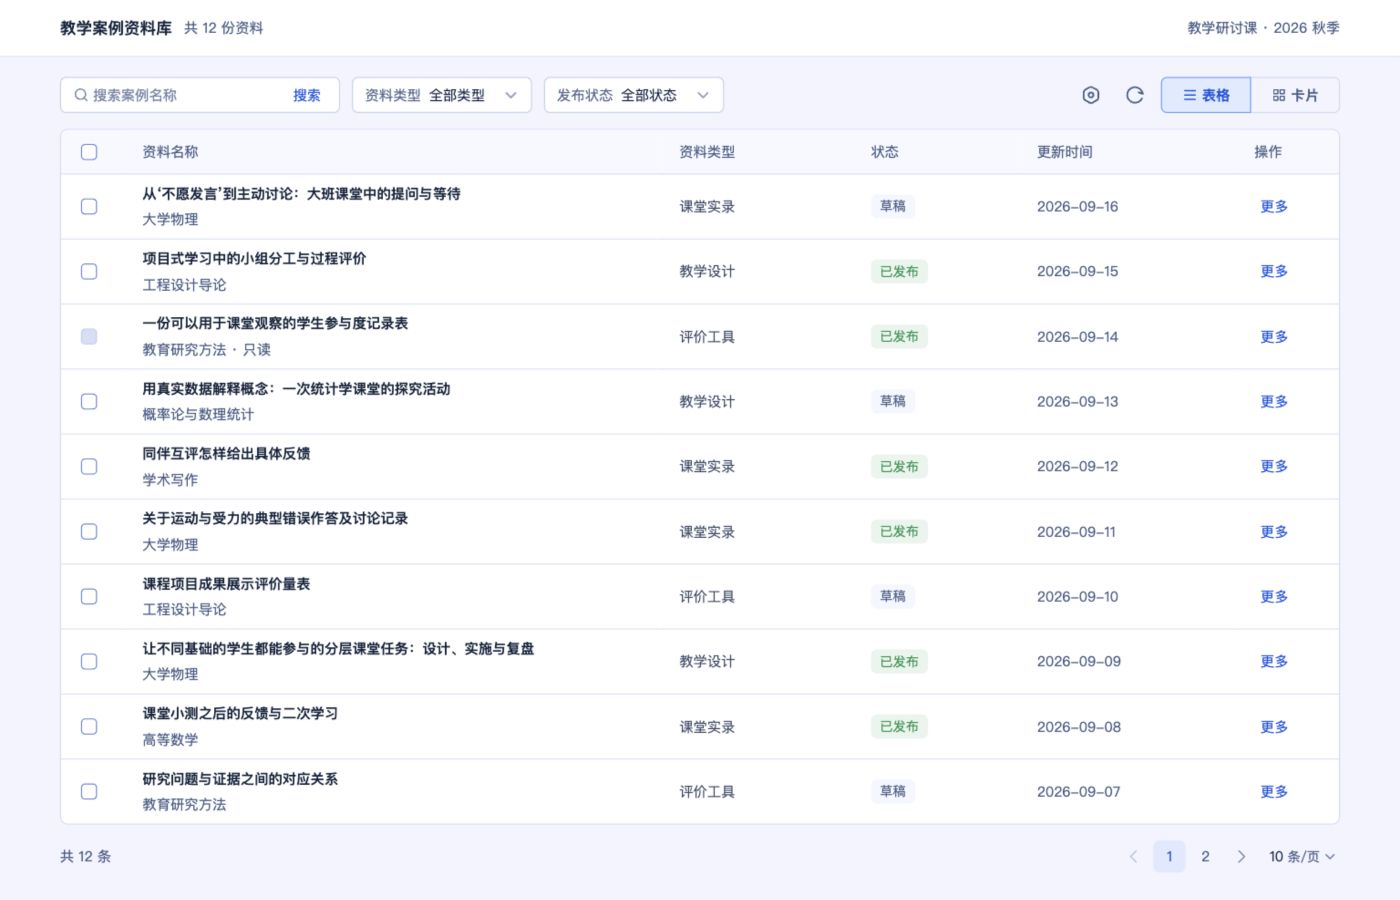 教学案例资料库 共 12 份资料 教学研讨课 · 2026 秋季
搜索案例名称 搜索 资料类型 全部类型 发布状态 全部状态 表格 卡片
资料名称 资料类型 状态 更新时间 操作
从‘不愿发言’到主动讨论：大班课堂中的提问与等待
大学物理 课堂实录 草稿 2026-09-16 更多
项目式学习中的小组分工与过程评价
工程设计导论 教学设计 已发布 2026-09-15 更多
一份可以用于课堂观察的学生参与度记录表
教育研究方法 · 只读 评价工具 已发布 2026-09-14 更多
用真实数据解释概念：一次统计学课堂的探究活动
概率论与数理统计 教学设计 草稿 2026-09-13 更多
同伴互评怎样给出具体反馈
学术写作 课堂实录 已发布 2026-09-12 更多
关于运动与受力的典型错误作答及讨论记录
大学物理 课堂实录 已发布 2026-09-11 更多
课程项目成果展示评价量表
工程设计导论 评价工具 草稿 2026-09-10 更多
让不同基础的学生都能参与的分层课堂任务：设计、实施与复盘
大学物理 教学设计 已发布 2026-09-09 更多
课堂小测之后的反馈与二次学习
高等数学 课堂实录 已发布 2026-09-08 更多
研究问题与证据之间的对应关系
教育研究方法 评价工具 草稿 2026-09-07 更多
共 12 条 1 2 10 条/页